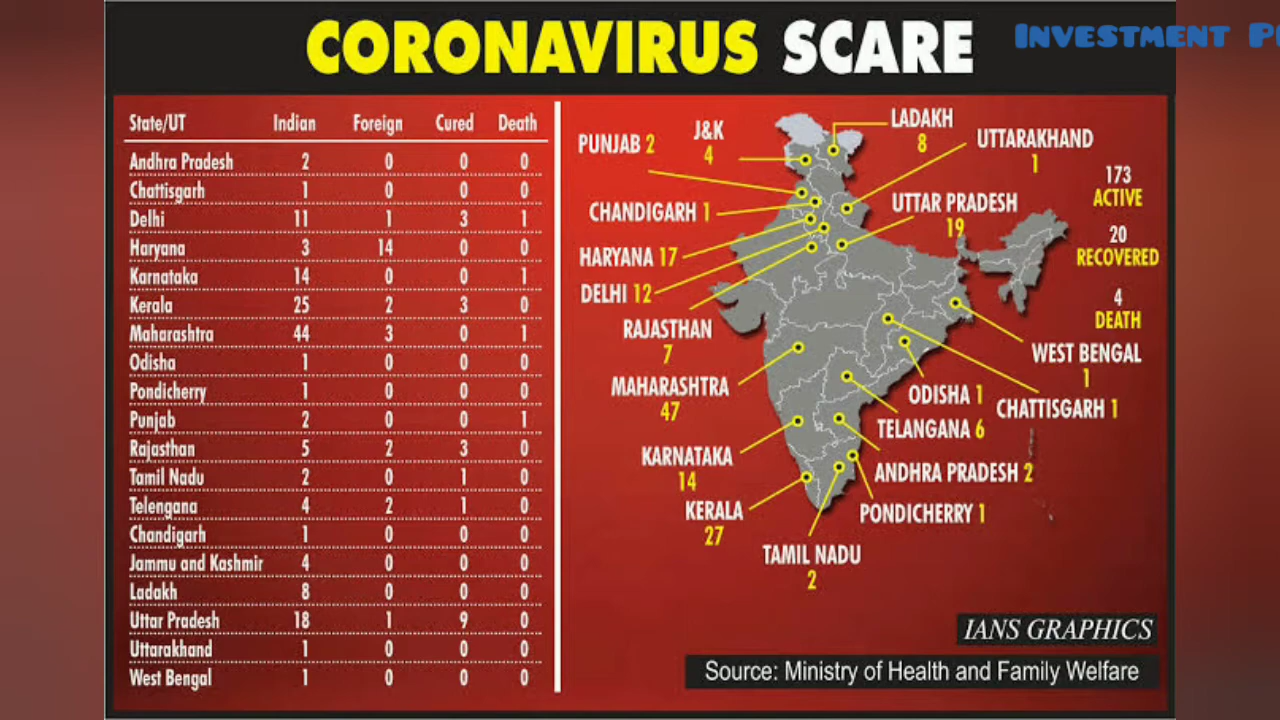 CORONAVIRUS SCARE
INVESTMENT
State/UT Indian Foreign Cured Death
Andhra Pradesh 2 0 0 0
Chattisgarh 1 0 0 0
Delhi 11 1 3 1
Haryana 3 14 0 0
Karnataka 14 0 0 1
Kerala 25 2 3 0
Maharashtra 44 3 0 1
Odisha 1 0 0 0
Pondicherry 1 0 0 0
Punjab 2 0 0 1
Rajasthan 5 2 3 0
Tamil Nadu 2 0 1 0
Telengana 4 2 1 0
Chandigarh 1 0 0 0
Jammu and Kashmir 4 0 0 0
Ladakh 8 0 0 0
Uttar Pradesh 18 1 9 0
Uttarakhand 1 0 0 0
West Bengal 1 0 0 0
PUNJAB 2
J&K
4
LADAKH
8
UTTARAKHAND
1
CHANDIGARH 1
UTTAR PRADESH
19
HARYANA 17
DELHI 12
RAJASTHAN
7
MAHARASHTRA
47
KARNATAKA
14
KERALA
27
TAMIL NADU
2
PONDICHERRY 1
ANDHRA PRADESH 2
TELANGANA 6
ODISHA 1
CHATTISGARH 1
WEST BENGAL
1
173
ACTIVE
20
RECOVERED
4
DEATH
IANS GRAPHICS
Source: Ministry of Health and Family Welfare